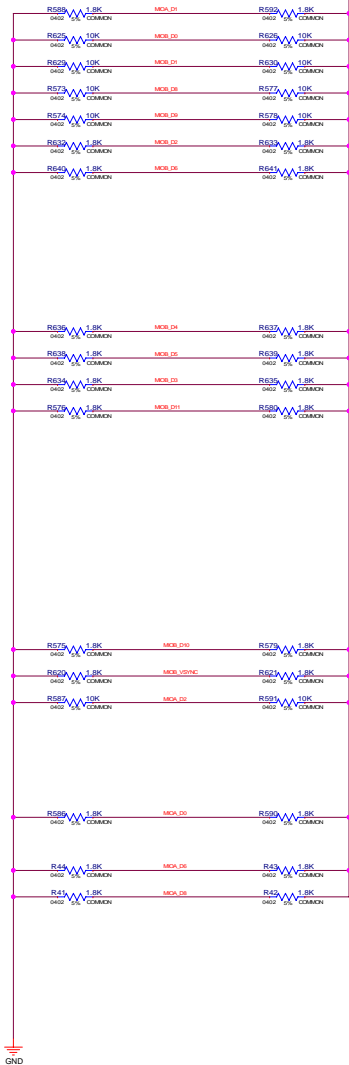 R588 1.8K MIOA_D1 R592 1.8K
0402 5% COMMON 0402 5% COMMON
R625 10K MIOB_D0 R626 10K
0402 5% COMMON 0402 5% COMMON
R629 10K MIOB_D1 R630 10K
0402 5% COMMON 0402 5% COMMON
R573 10K MIOB_D8 R577 10K
0402 5% COMMON 0402 5% COMMON
R574 10K MIOB_D9 R578 10K
0402 5% COMMON 0402 5% COMMON
R632 1.8K MIOB_D2 R633 1.8K
0402 5% COMMON 0402 5% COMMON
R640 1.8K MIOB_D6 R641 1.8K
0402 5% COMMON 0402 5% COMMON
R636 1.8K MIOB_D4 R637 1.8K
0402 5% COMMON 0402 5% COMMON
R638 1.8K MIOB_D5 R639 1.8K
0402 5% COMMON 0402 5% COMMON
R634 1.8K MIOB_D3 R635 1.8K
0402 5% COMMON 0402 5% COMMON
R576 1.8K MIOB_D11 R580 1.8K
0402 5% COMMON 0402 5% COMMON
R575 1.8K MIOB_D10 R579 1.8K
0402 5% COMMON 0402 5% COMMON
R620 1.8K MIOB_VSYNC R621 1.8K
0402 5% COMMON 0402 5% COMMON
R587 10K MIOA_D2 R591 10K
0402 5% COMMON 0402 5% COMMON
R586 1.8K MIOA_D0 R590 1.8K
0402 5% COMMON 0402 5% COMMON
R44 1.8K MIOA_D6 R43 1.8K
0402 5% COMMON 0402 5% COMMON
R41 1.8K MIOA_D8 R42 1.8K
0402 5% COMMON 0402 5% COMMON
GND